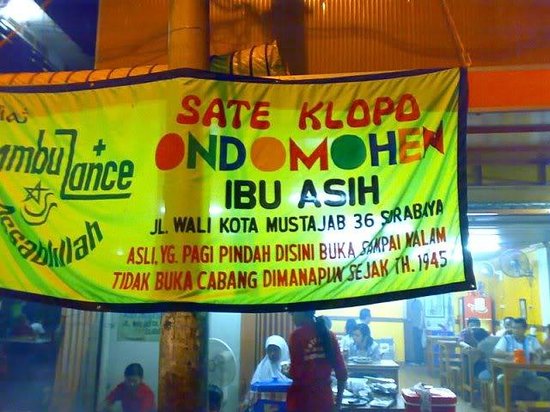 ambulance
SATE KLOPO
ONDOMOHEN
IBU ASIH
JL. WALI KOTA MUSTAJAB 36 SURABAYA
ASLI, YG. PAGI PINDAH DISINI BUKA SAMPAI MALAM
TIDAK BUKA CABANG DIMANAPUN SEJAK TH. 1945